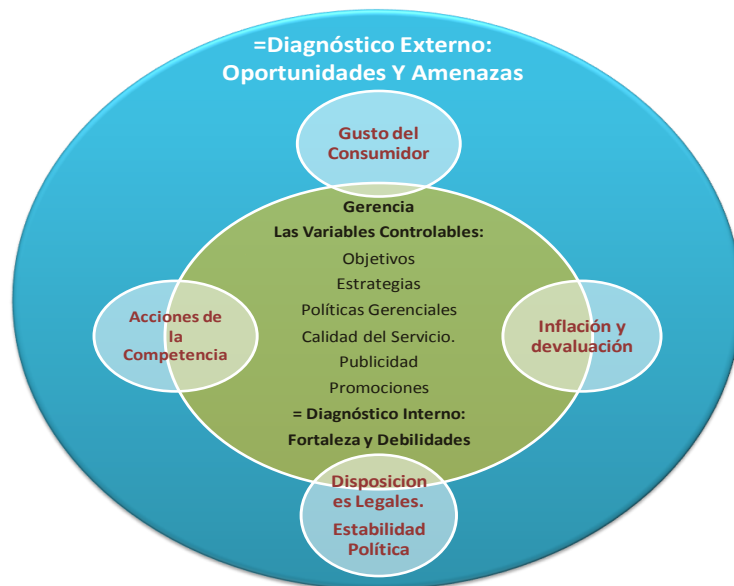 =Diagnóstico Externo:
Oportunidades Y Amenazas
Gusto del
Consumidor
Gerencia
Las Variables Controlables:
Objetivos
Estrategias
Políticas Gerenciales
Calidad del Servicio.
Publicidad
Promociones
= Diagnóstico Interno:
Fortaleza y Debilidades
Acciones de
la
Competencia
Inflación y
devaluación
Disposicion
es Legales.
Estabilidad
Política